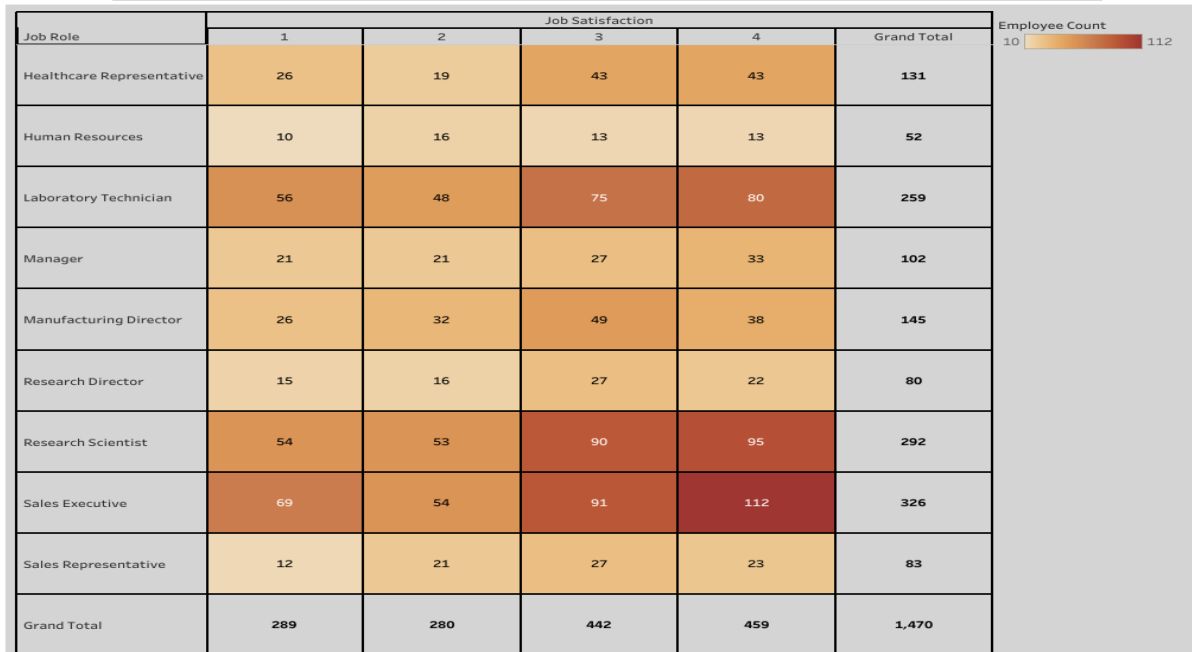 Job Satisfaction
Job Role 1 2 3 4 Grand Total
Healthcare Representative 26 19 43 43 131
Human Resources 10 16 13 13 52
Laboratory Technician 56 48 75 80 259
Manager 21 21 27 33 102
Manufacturing Director 26 32 49 38 145
Research Director 15 16 27 22 80
Research Scientist 54 53 90 95 292
Sales Executive 69 54 91 112 326
Sales Representative 12 21 27 23 83
Grand Total 289 280 442 459 1,470
Employee Count
10 112